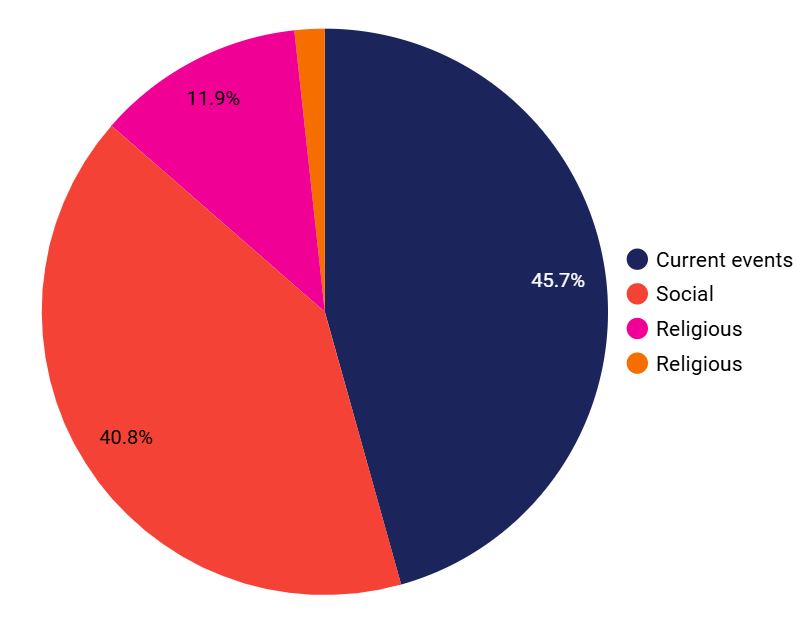 11.9%
45.7%
40.8%
Current events
Social
Religious
Religious